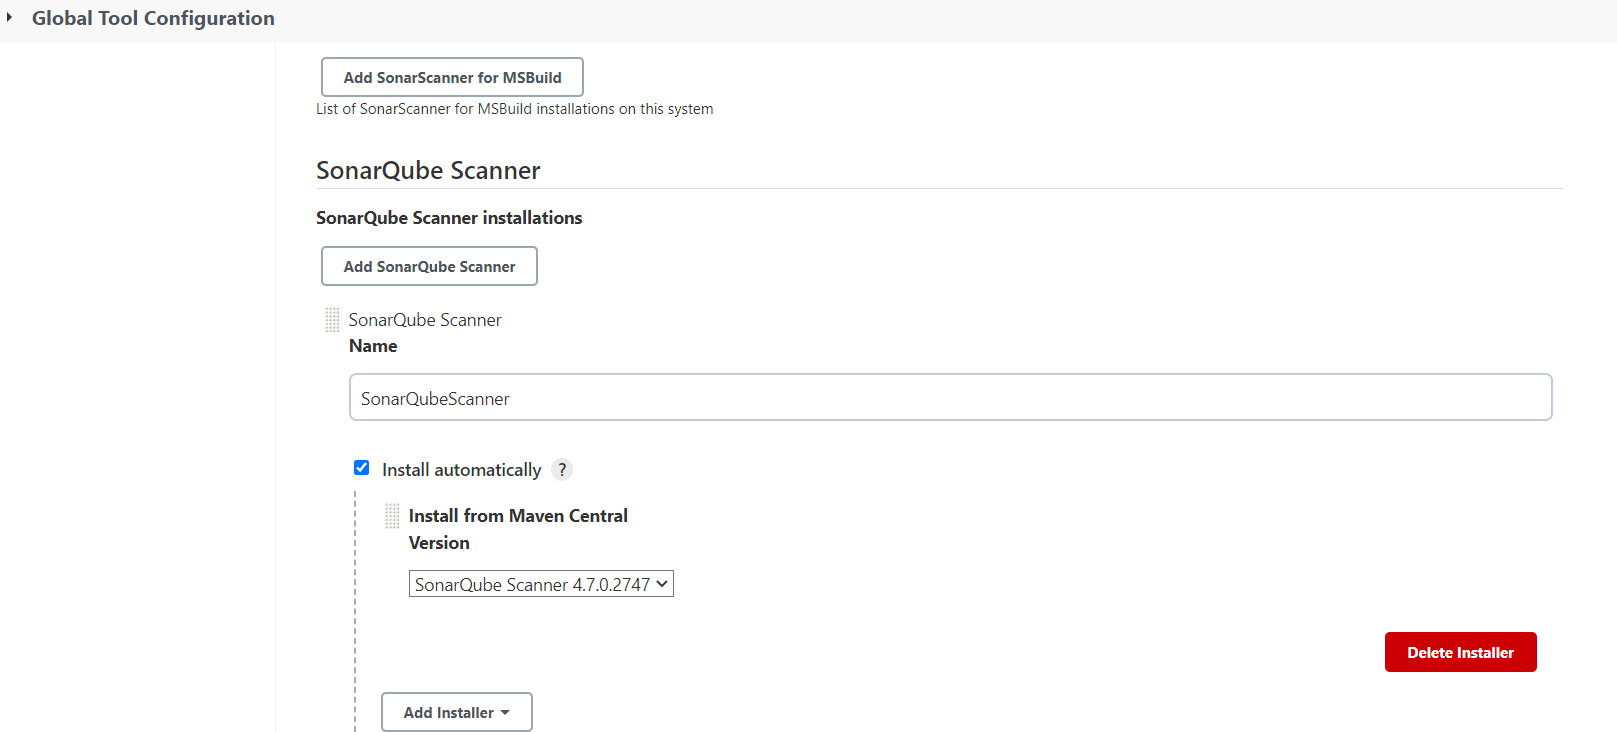 Global Tool Configuration
Add SonarScanner for MSBuild
List of SonarScanner for MSBuild installations on this system
SonarQube Scanner
SonarQube Scanner installations
Add SonarQube Scanner
SonarQube Scanner
Name
SonarQubeScanner
Install automatically ?
Install from Maven Central
Version
SonarQube Scanner 4.7.0.2747
Delete Installer
Add Installer